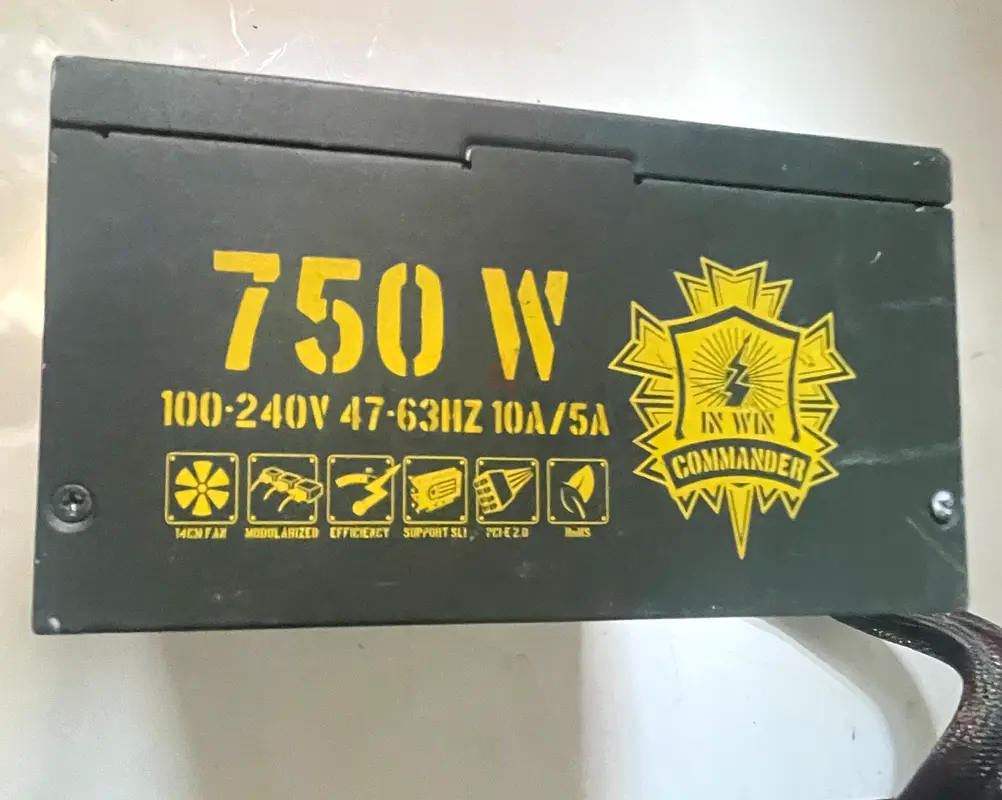 750 W
100-240V 47-63HZ 10A/5A
14CM FAN MODULARIZED EFFICIENCY SUPPORT SLI PCI-E 2.0 RoHS
IN WIN
COMMANDER